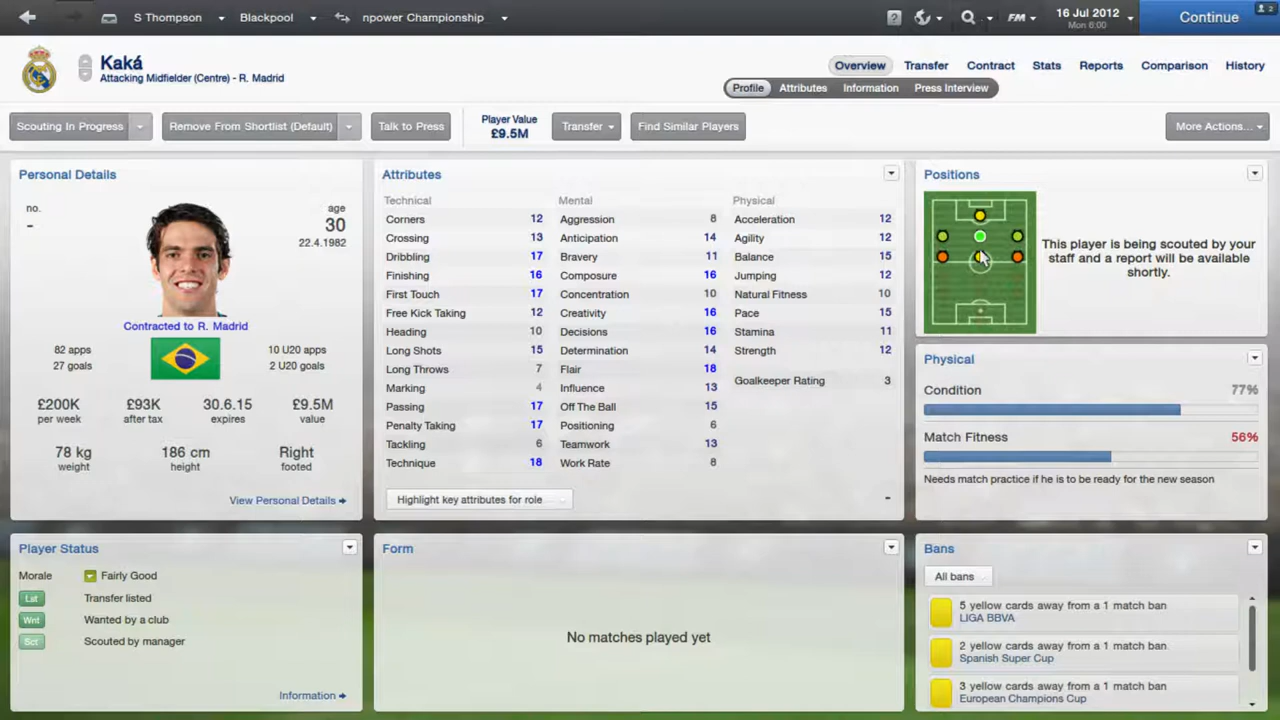 S Thompson Blackpool npower Championship ? FM 16 Jul 2012 Mon 6:00 Continue 2
Kaká
Attacking Midfielder (Centre) - R. Madrid
Overview Transfer Contract Stats Reports Comparison History
Profile Attributes Information Press Interview
Scouting In Progress Remove From Shortlist (Default) Talk to Press Player Value £9.5M Transfer Find Similar Players More Actions...
Personal Details
no.
-
age
30
22.4.1982
Contracted to R. Madrid
82 apps
27 goals
10 U20 apps
2 U20 goals
£200K £93K 30.6.15 £9.5M
per week after tax expires value
78 kg 186 cm Right
weight height footed
View Personal Details
Attributes
Technical Mental Physical
Corners 12 Aggression 8 Acceleration 12
Crossing 13 Anticipation 14 Agility 12
Dribbling 17 Bravery 11 Balance 15
Finishing 16 Composure 16 Jumping 12
First Touch 17 Concentration 10 Natural Fitness 10
Free Kick Taking 12 Creativity 16 Pace 15
Heading 10 Decisions 16 Stamina 11
Long Shots 15 Determination 14 Strength 12
Long Throws 7 Flair 18
Goalkeeper Rating 3
Marking 4 Influence 13
Passing 17 Off The Ball 15
Penalty Taking 17 Positioning 6
Tackling 6 Teamwork 13
Technique 18 Work Rate 8
Highlight key attributes for role -
Positions
This player is being scouted by your
staff and a report will be available
shortly.
Physical
Condition 77%
Match Fitness 56%
Needs match practice if he is to be ready for the new season
Player Status
Morale Fairly Good
Lst Transfer listed
Wnt Wanted by a club
Sct Scouted by manager
Information
Form
No matches played yet
Bans
All bans
5 yellow cards away from a 1 match ban
LIGA BBVA
2 yellow cards away from a 1 match ban
Spanish Super Cup
3 yellow cards away from a 1 match ban
European Champions Cup